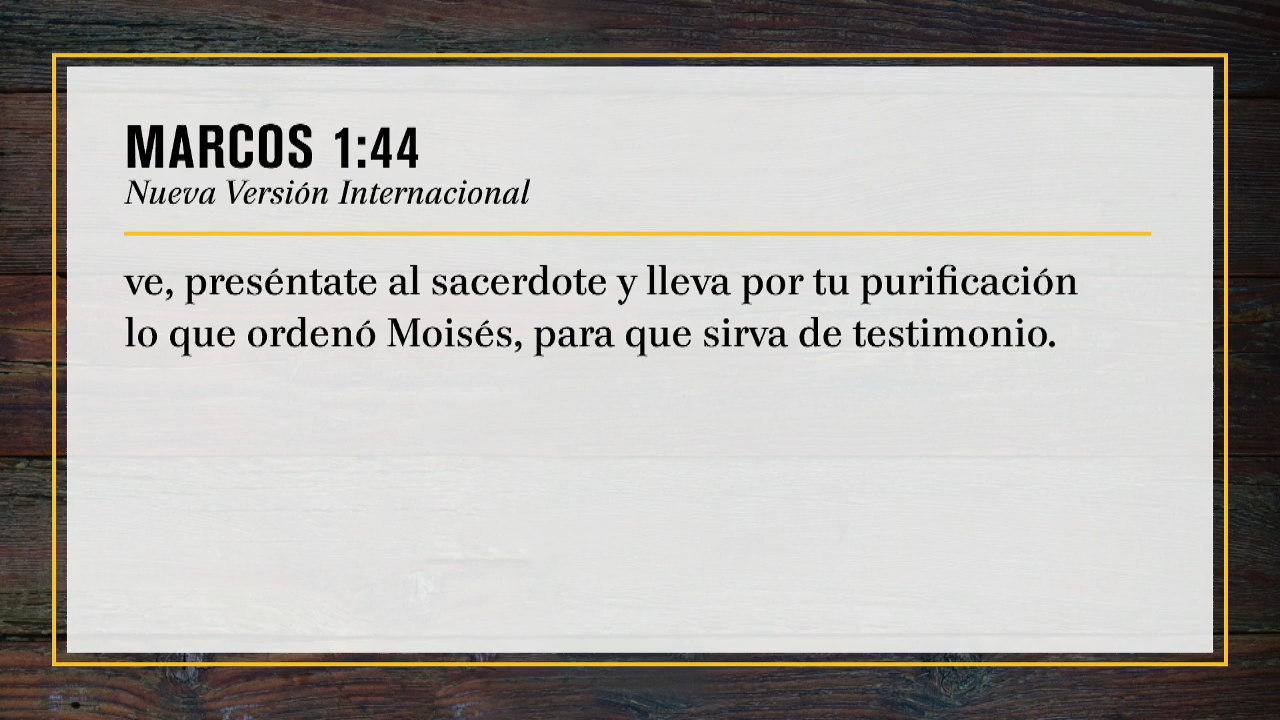 MARCOS 1:44
Nueva Versión Internacional
ve, preséntate al sacerdote y lleva por tu purificación
lo que ordenó Moisés, para que sirva de testimonio.